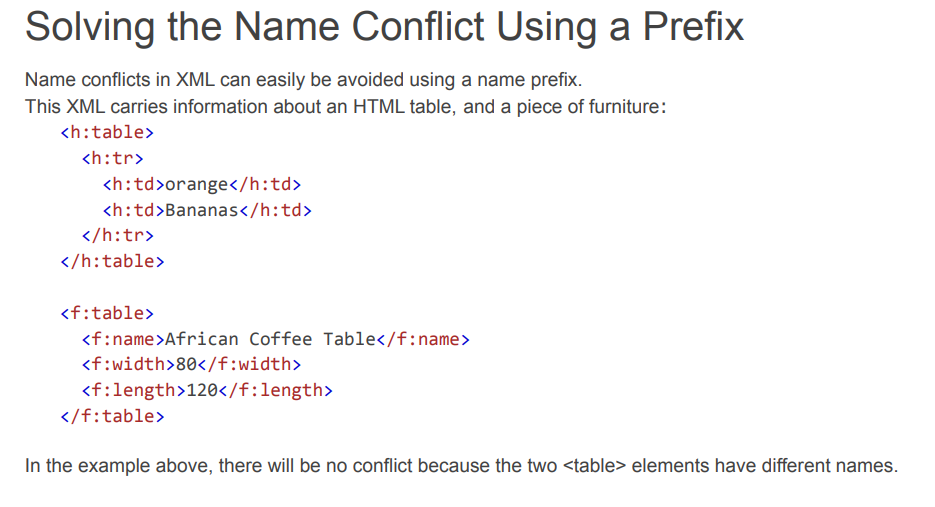 Solving the Name Conflict Using a Prefix
Name conflicts in XML can easily be avoided using a name prefix.
This XML carries information about an HTML table, and a piece of furniture:
<h:table>
<h:tr>
<h:td>orange</h:td>
<h:td>Bananas</h:td>
</h:tr>
</h:table>
<f:table>
<f:name>African Coffee Table</f:name>
<f:width>80</f:width>
<f:length>120</f:length>
</f:table>
In the example above, there will be no conflict because the two <table> elements have different names.